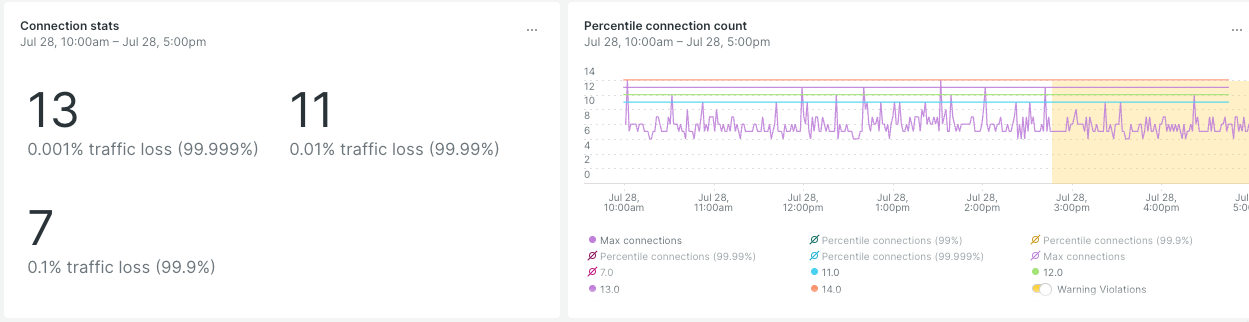 Connection stats
Jul 28, 10:00am – Jul 28, 5:00pm
...
13
0.001% traffic loss (99.999%)
11
0.01% traffic loss (99.99%)
7
0.1% traffic loss (99.9%)
Percentile connection count
Jul 28, 10:00am – Jul 28, 5:00pm
...
14
12
10
8
6
4
2
0
Jul 28,
10:00am
Jul 28,
11:00am
Jul 28,
12:00pm
Jul 28,
1:00pm
Jul 28,
2:00pm
Jul 28,
3:00pm
Jul 28,
4:00pm
Jul
5:00
Max connections
Percentile connections (99%)
Percentile connections (99.9%)
Percentile connections (99.99%)
Percentile connections (99.999%)
Max connections
7.0
11.0
12.0
13.0
14.0
Warning Violations